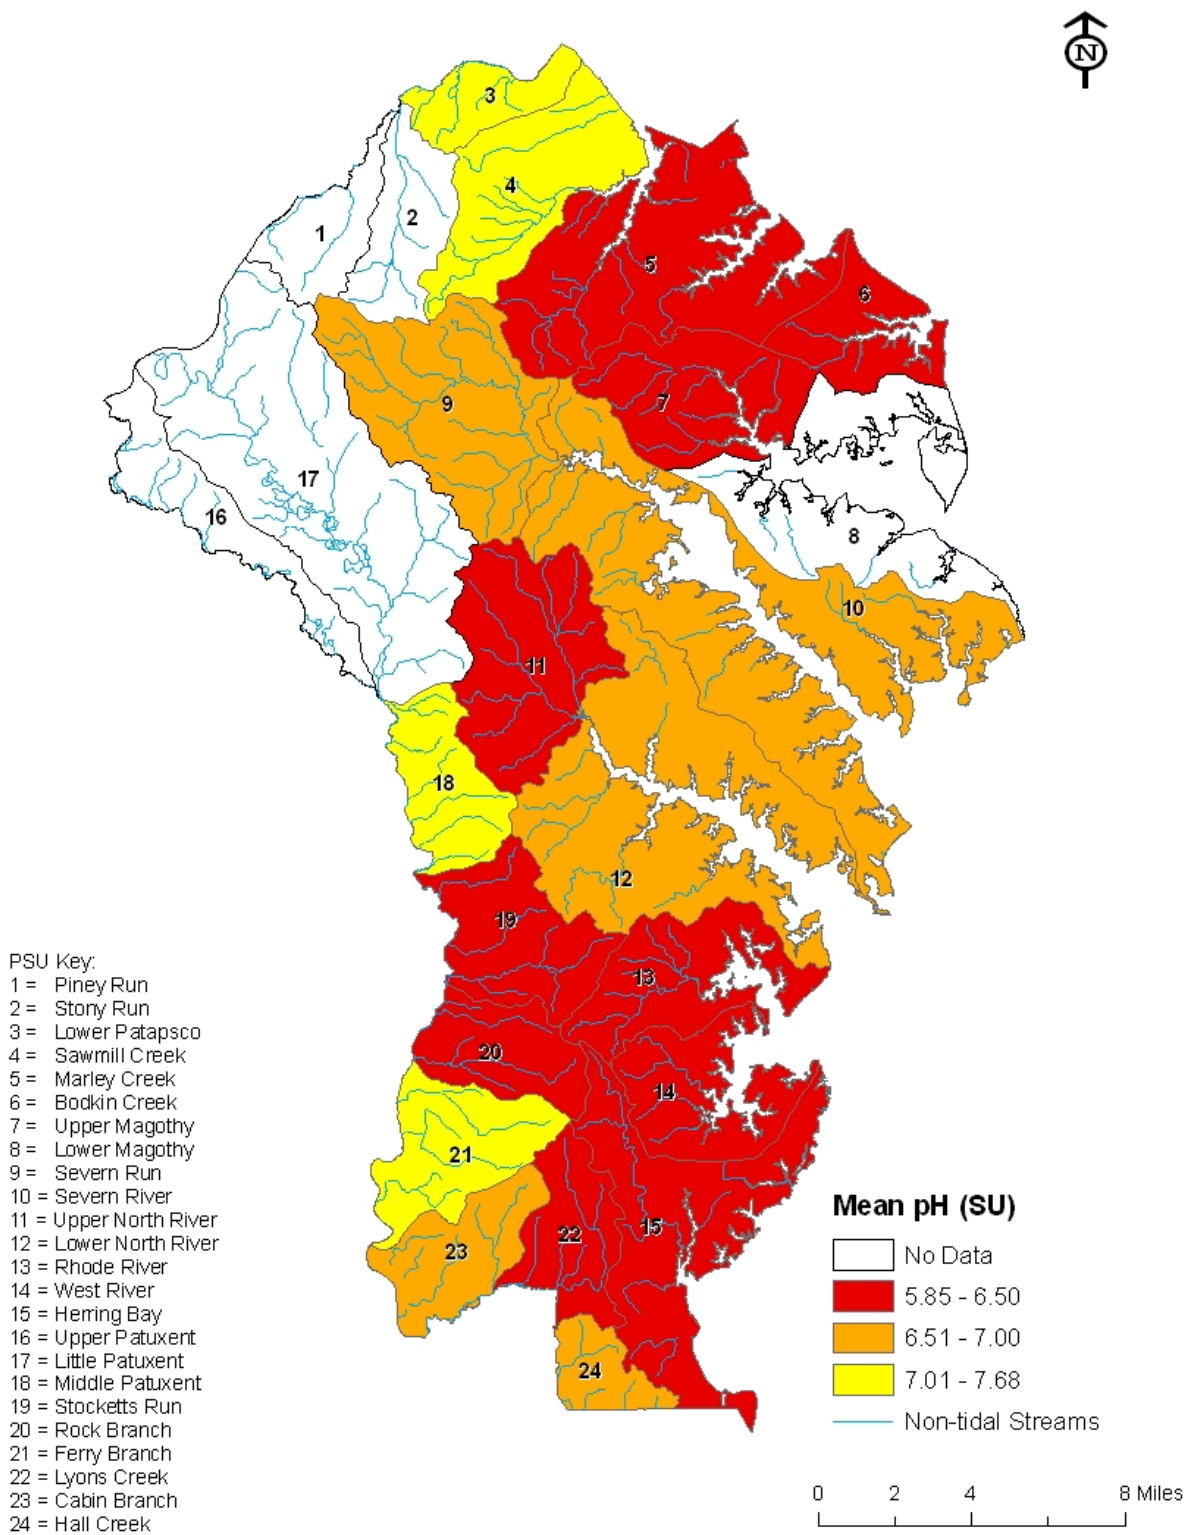 N
3
4
5
2
1
6
9
7
17
16
8
10
11
18
12
19
13
20
14
21
22
15
23
24
PSU Key:
1 = Piney Run
2 = Stony Run
3 = Lower Patapsco
4 = Sawmill Creek
5 = Marley Creek
6 = Bodkin Creek
7 = Upper Magothy
8 = Lower Magothy
9 = Severn Run
10 = Severn River
11 = Upper North River
12 = Lower North River
13 = Rhode River
14 = West River
15 = Herring Bay
16 = Upper Patuxent
17 = Little Patuxent
18 = Middle Patuxent
19 = Stocketts Run
20 = Rock Branch
21 = Ferry Branch
22 = Lyons Creek
23 = Cabin Branch
24 = Hall Creek
Mean pH (SU)
No Data
5.85 - 6.50
6.51 - 7.00
7.01 - 7.68
Non-tidal Streams
0 2 4 8 Miles